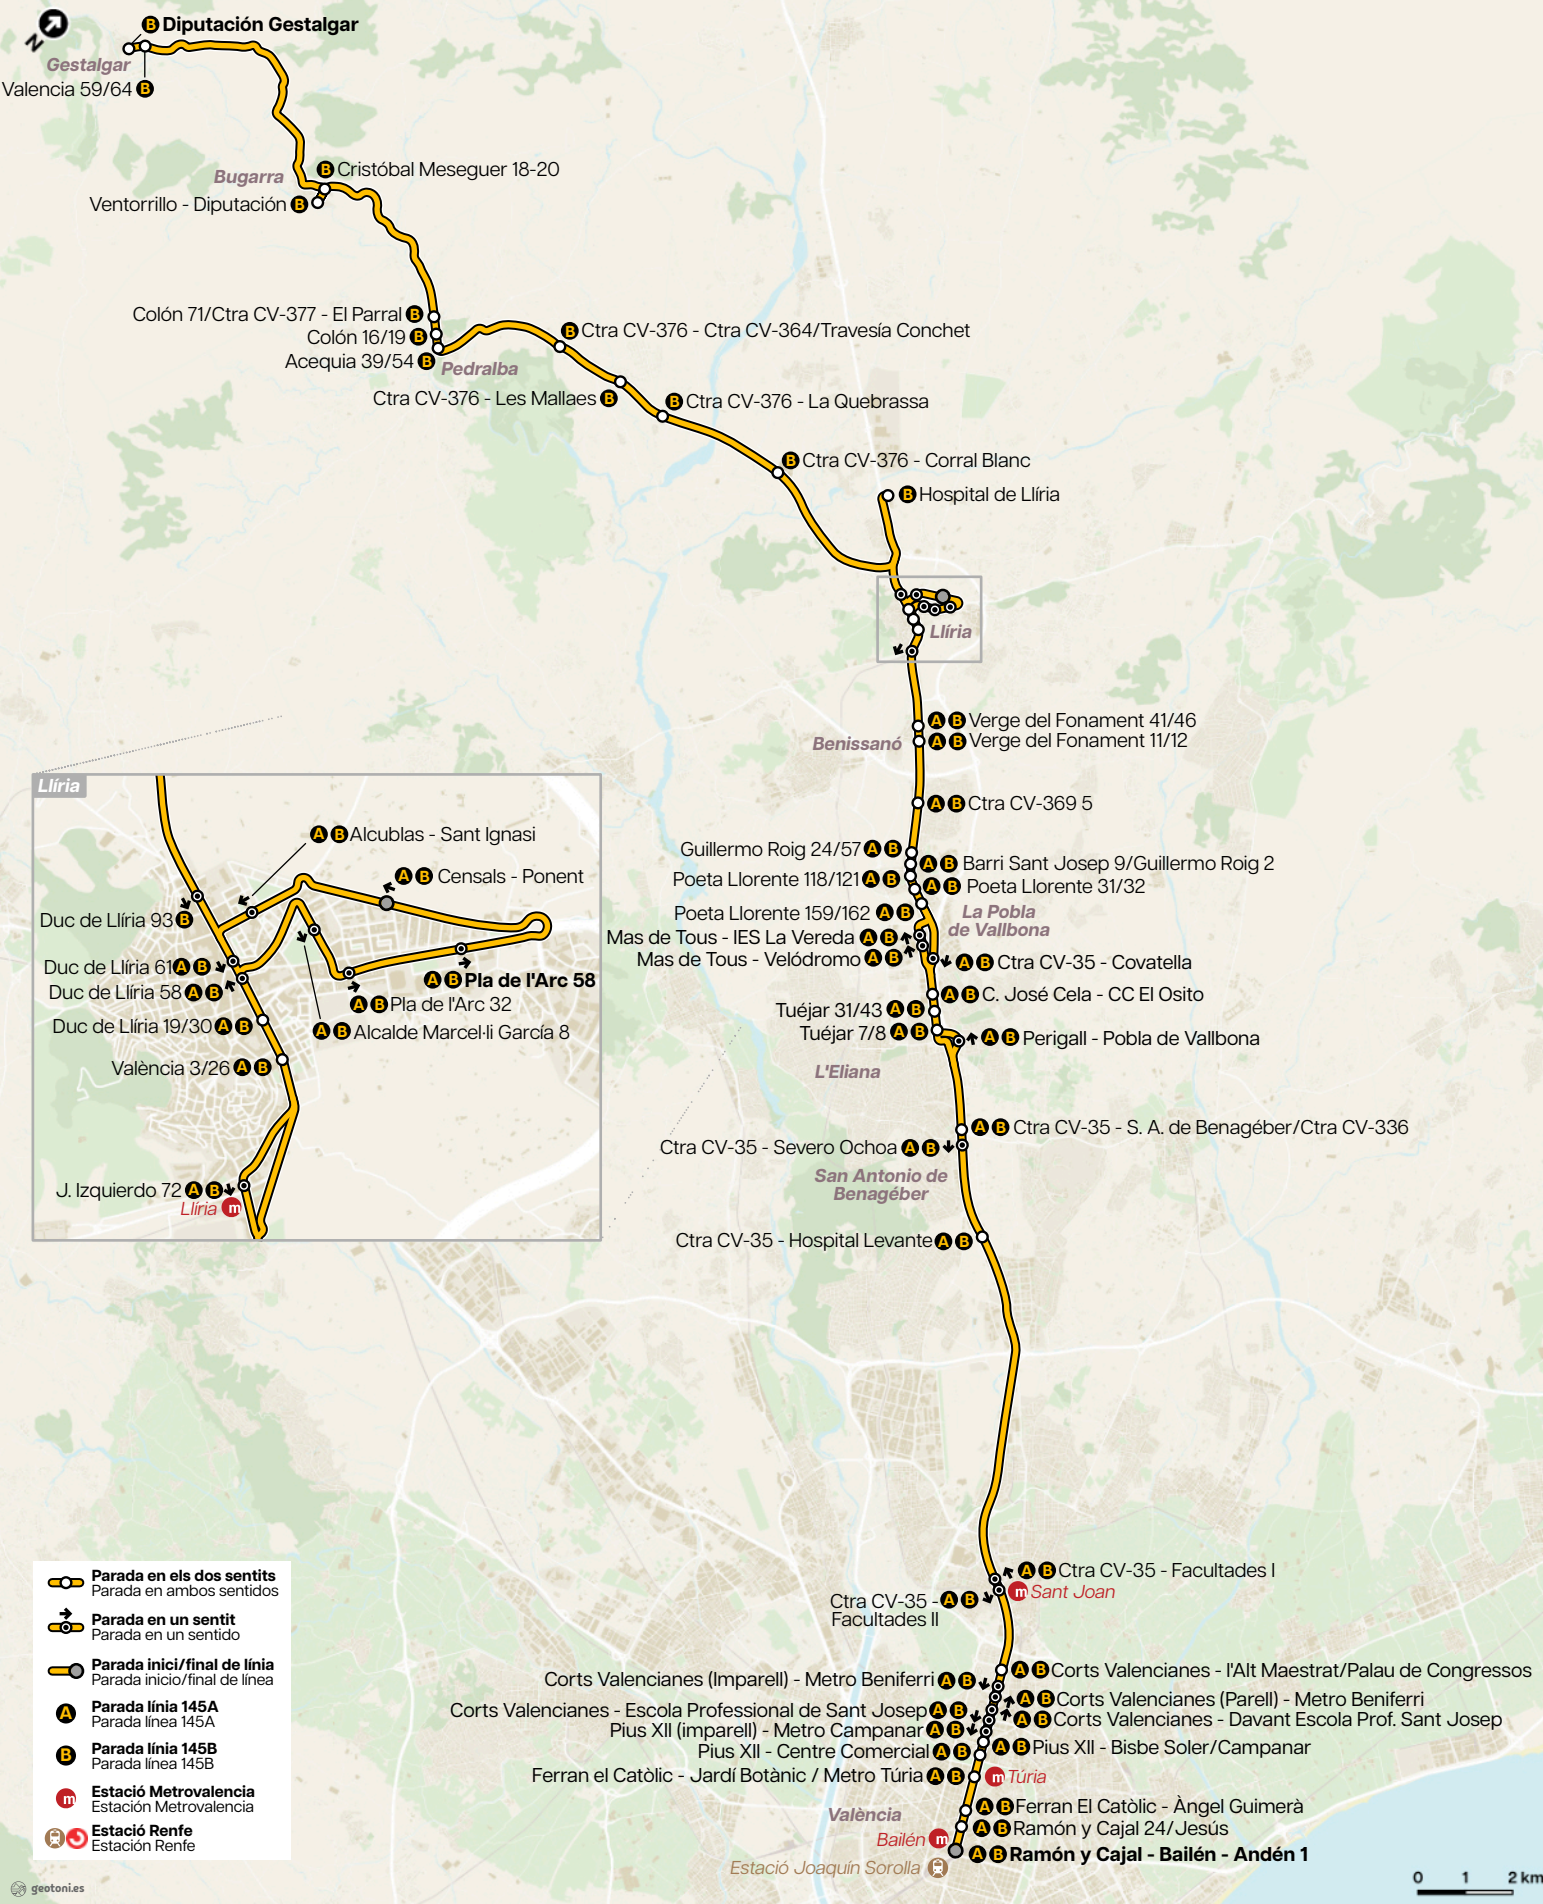 N
B Diputación Gestalgar
Gestalgar
Valencia 59/64 B
B Cristóbal Meseguer 18-20
Bugarra
Ventorrillo - Diputación B
Colón 71/Ctra CV-377 - El Parral B
Colón 16/19 B
Acequia 39/54 B
Pedralba
B Ctra CV-376 - Ctra CV-364/Travesía Conchet
Ctra CV-376 - Les Mallaes B
B Ctra CV-376 - La Quebrassa
B Ctra CV-376 - Corral Blanc
B Hospital de Llíria
Llíria
A B Verge del Fonament 41/46
Benissanó
A B Verge del Fonament 11/12
A B Ctra CV-369 5
Guillermo Roig 24/57 A B
A B Barri Sant Josep 9/Guillermo Roig 2
Poeta Llorente 118/121 A B
A B Poeta Llorente 31/32
Poeta Llorente 159/162 A B
La Pobla
de Vallbona
Mas de Tous - IES La Vereda A B
Mas de Tous - Velódromo A B
A B Ctra CV-35 - Covatella
A B C. José Cela - CC El Osito
Tuéjar 31/43 A B
Tuéjar 7/8 A B
A B Perigall - Pobla de Vallbona
L'Eliana
A B Ctra CV-35 - S. A. de Benagéber/Ctra CV-336
Ctra CV-35 - Severo Ochoa A B
San Antonio de
Benagéber
Ctra CV-35 - Hospital Levante A B
Llíria
A B Alcublas - Sant Ignasi
A B Censals - Ponent
Duc de Llíria 93 B
Duc de Llíria 61 A B
Duc de Llíria 58 A B
A B Pla de l'Arc 58
A B Pla de l'Arc 32
Duc de Llíria 19/30 A B
A B Alcalde Marcel·li García 8
València 3/26 A B
J. Izquierdo 72 A B
Llíria m
A B Ctra CV-35 - Facultades I
m Sant Joan
Ctra CV-35 - A B
Facultades II
A B Corts Valencianes - l'Alt Maestrat/Palau de Congressos
Corts Valencianes (Imparell) - Metro Beniferri A B
A B Corts Valencianes (Parell) - Metro Beniferri
Corts Valencianes - Escola Professional de Sant Josep A B
A B Corts Valencianes - Davant Escola Prof. Sant Josep
Pius XII (imparell) - Metro Campanar A B
A B Pius XII - Bisbe Soler/Campanar
Pius XII - Centre Comercial A B
Ferran el Catòlic - Jardí Botànic / Metro Túria A B
m Túria
A B Ferran El Catòlic - Àngel Guimerà
València
A B Ramón y Cajal 24/Jesús
Bailén m
A B Ramón y Cajal - Bailén - Andén 1
Estació Joaquín Sorolla
Parada en els dos sentits
Parada en ambos sentidos
Parada en un sentit
Parada en un sentido
Parada inici/final de línia
Parada inicio/final de línea
A Parada línia 145A
Parada línea 145A
B Parada línia 145B
Parada línea 145B
m Estació Metrovalencia
Estación Metrovalencia
Estació Renfe
Estación Renfe
geotoni.es
0 1 2 km